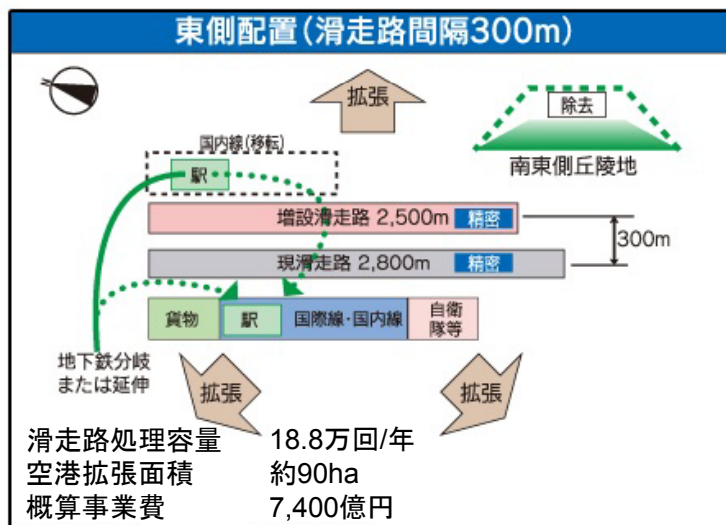 東側配置(滑走路間隔300m)
拡張
除去
国内線(移転)
駅
南東側丘陵地
増設滑走路 2,500m 精密
300m
現滑走路 2,800m 精密
貨物
駅
国際線・国内線
自衛
隊等
地下鉄分岐
または延伸
拡張
拡張
滑走路処理容量 18.8万回/年
空港拡張面積 約90ha
概算事業費 7,400億円